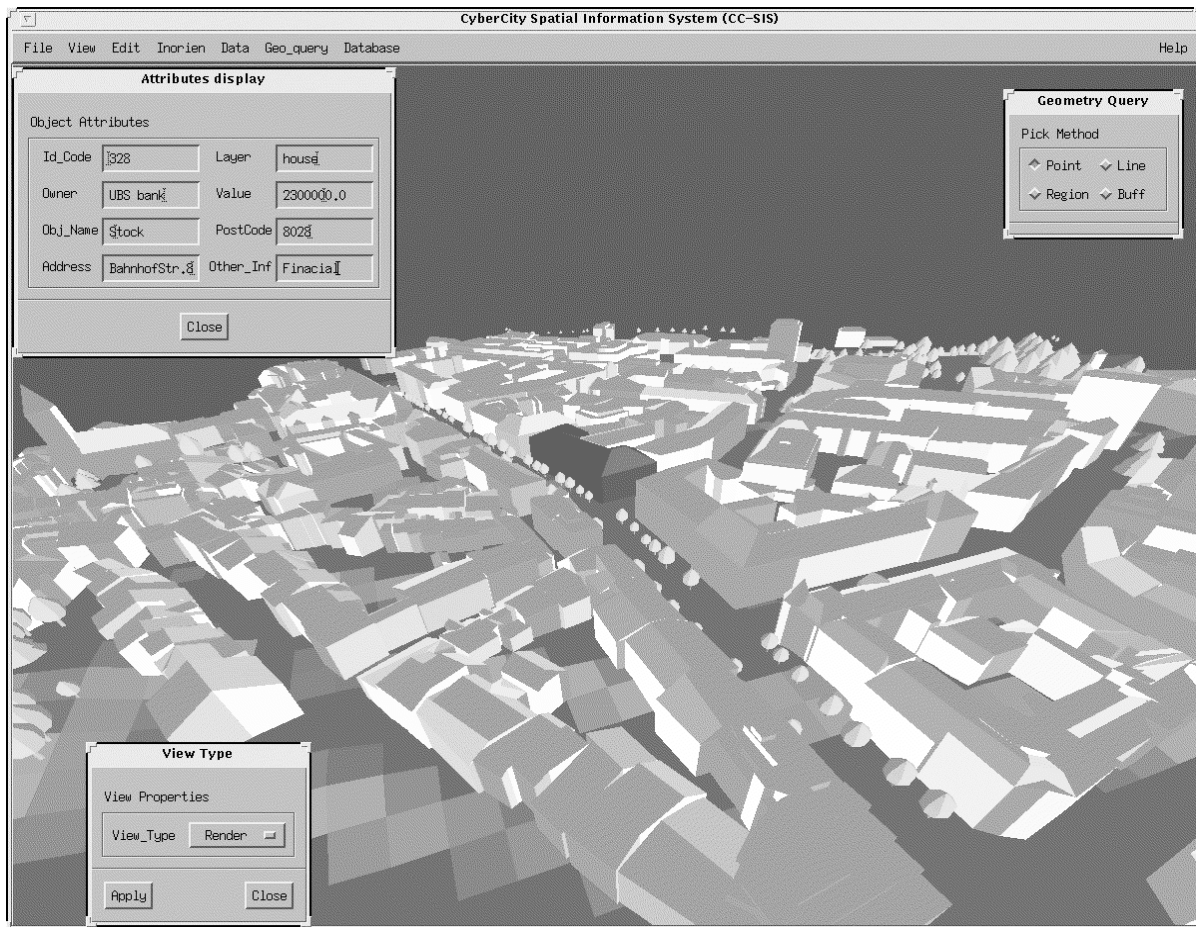 CyberCity Spatial Information System (CC-SIS)
File View Edit Inorien Data Geo_query Database Help
Attributes display
Object Attributes
Id_Code 328 Layer house
Owner UBS bank Value 2300000.0
Obj_Name Stock PostCode 8028
Address BahnhofStr.8 Other_Inf Finacial
Close
Geometry Query
Pick Method
Point Line
Region Buff
View Type
View Properties
View_Type Render
Apply Close